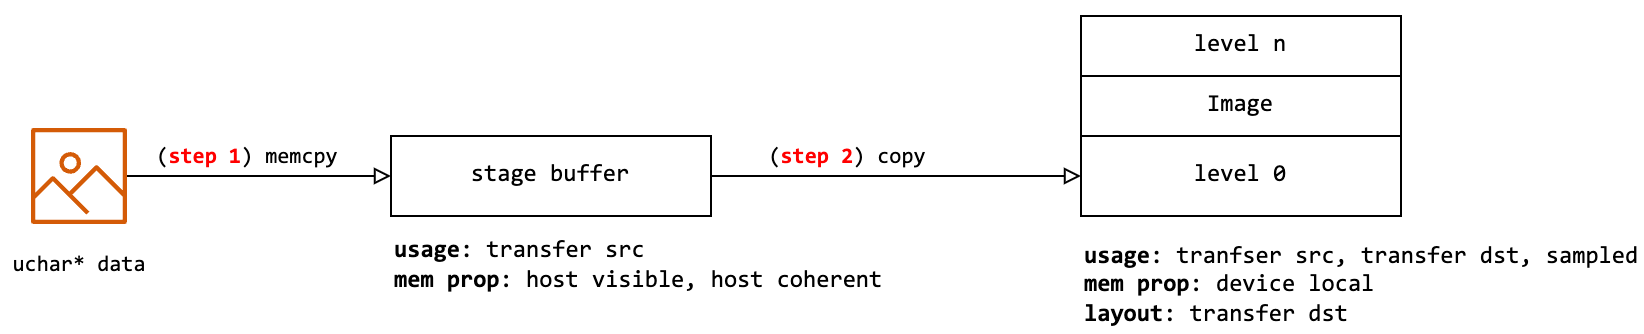 level n
Image
(step 1) memcpy
(step 2) copy
stage buffer
level 0
uchar* data
usage: transfer src
mem prop: host visible, host coherent
usage: tranfser src, transfer dst, sampled
mem prop: device local
layout: transfer dst